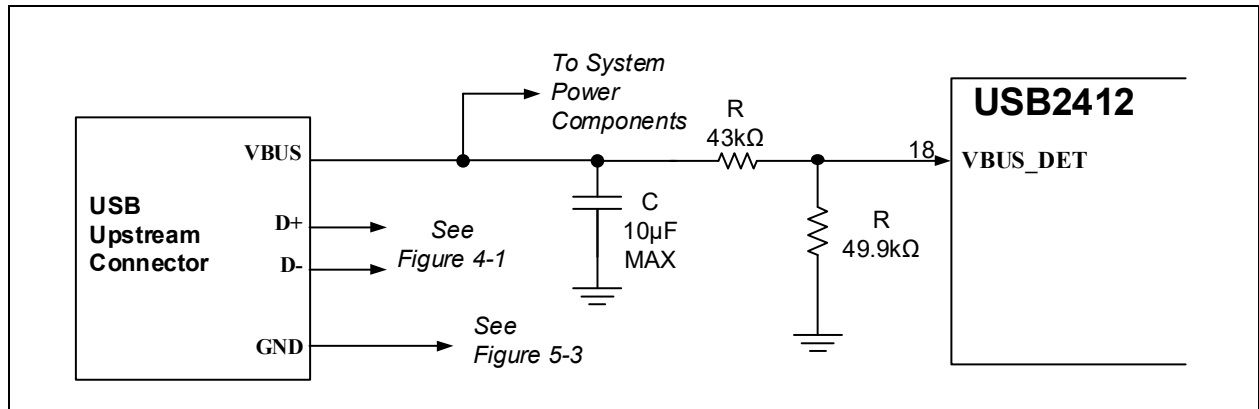 To System
Power
Components
USB2412
R
43kΩ
VBUS
18
VBUS_DET
USB
Upstream
Connector
D+
D-
See
Figure 4-1
C
10µF
MAX
R
49.9kΩ
GND
See
Figure 5-3